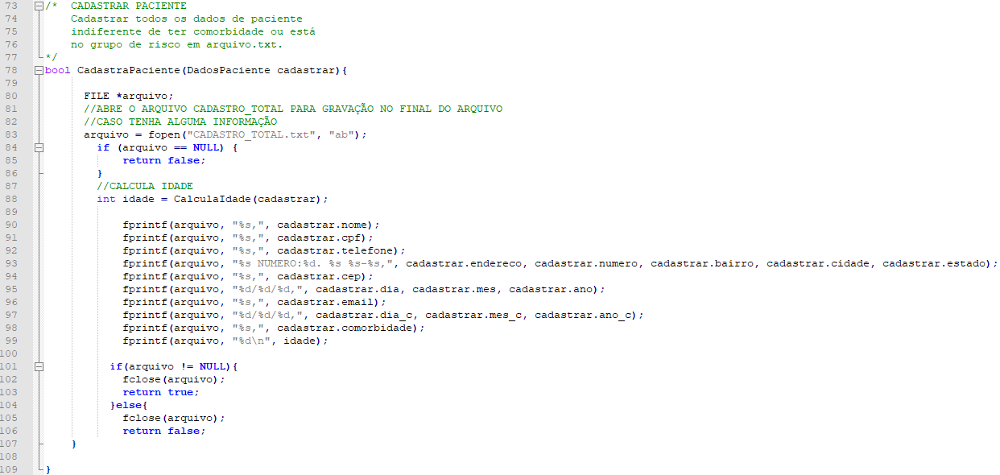 73 /*  CADASTRAR PACIENTE
74     Cadastrar todos os dados de paciente
75     indiferente de ter comorbidade ou está
76     no grupo de risco em arquivo.txt.
77 */
78 bool CadastraPaciente(DadosPaciente cadastrar){
79
80       FILE *arquivo;
81       //ABRE O ARQUIVO CADASTRO_TOTAL PARA GRAVAÇÃO NO FINAL DO ARQUIVO
82       //CASO TENHA ALGUMA INFORMAÇÃO
83       arquivo = fopen("CADASTRO_TOTAL.txt", "ab");
84         if (arquivo == NULL) {
85             return false;
86         }
87         //CALCULA IDADE
88         int idade = CalculaIdade(cadastrar);
89
90             fprintf(arquivo, "%s,", cadastrar.nome);
91             fprintf(arquivo, "%s,", cadastrar.cpf);
92             fprintf(arquivo, "%s,", cadastrar.telefone);
93             fprintf(arquivo, "%s NUMERO:%d. %s %s-%s,", cadastrar.endereco, cadastrar.numero, cadastrar.bairro, cadastrar.cidade, cadastrar.estado);
94             fprintf(arquivo, "%s,", cadastrar.cep);
95             fprintf(arquivo, "%d/%d/%d,", cadastrar.dia, cadastrar.mes, cadastrar.ano);
96             fprintf(arquivo, "%s,", cadastrar.email);
97             fprintf(arquivo, "%d/%d/%d,", cadastrar.dia_c, cadastrar.mes_c, cadastrar.ano_c);
98             fprintf(arquivo, "%s,", cadastrar.comorbidade);
99             fprintf(arquivo, "%d\n", idade);
100
101           if(arquivo != NULL){
102             fclose(arquivo);
103             return true;
104           }else{
105             fclose(arquivo);
106             return false;
107     }
108
109 }